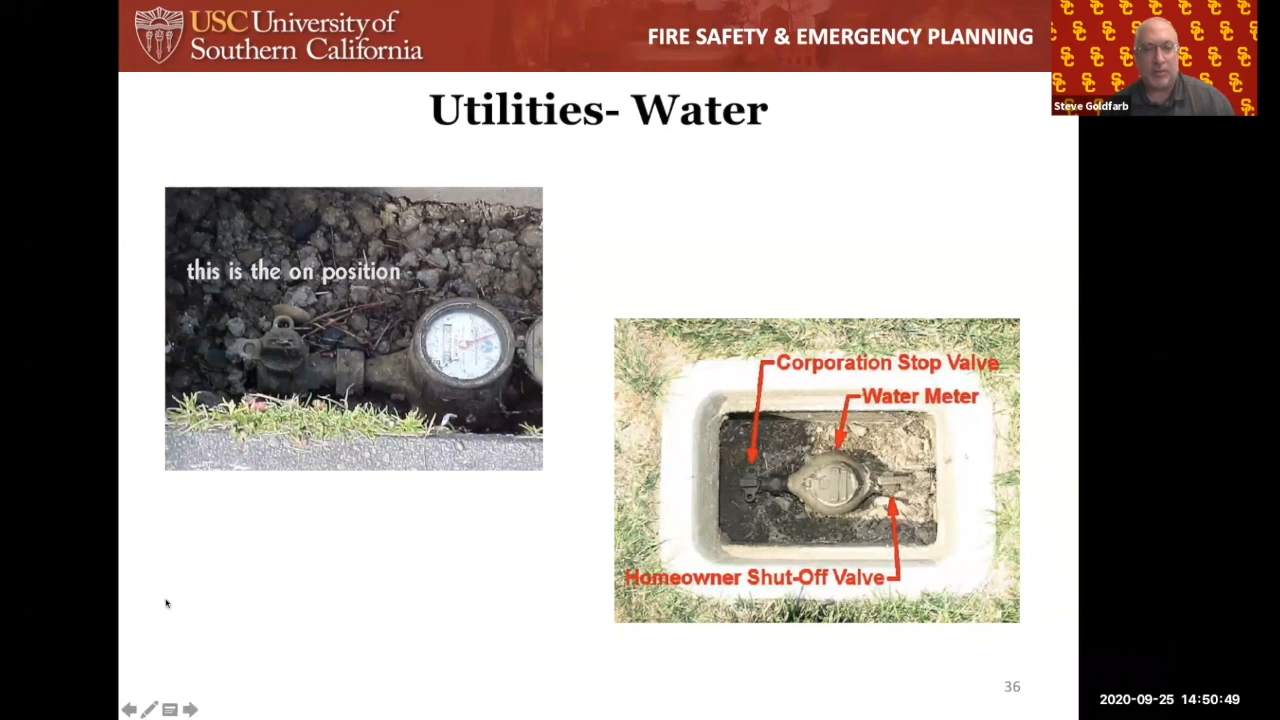 USC University of
Southern California
FIRE SAFETY & EMERGENCY PLANNING
Steve Goldfarb
Utilities- Water
this is the on position
Corporation Stop Valve
Water Meter
Homeowner Shut-Off Valve
36
2020-09-25 14:50:49